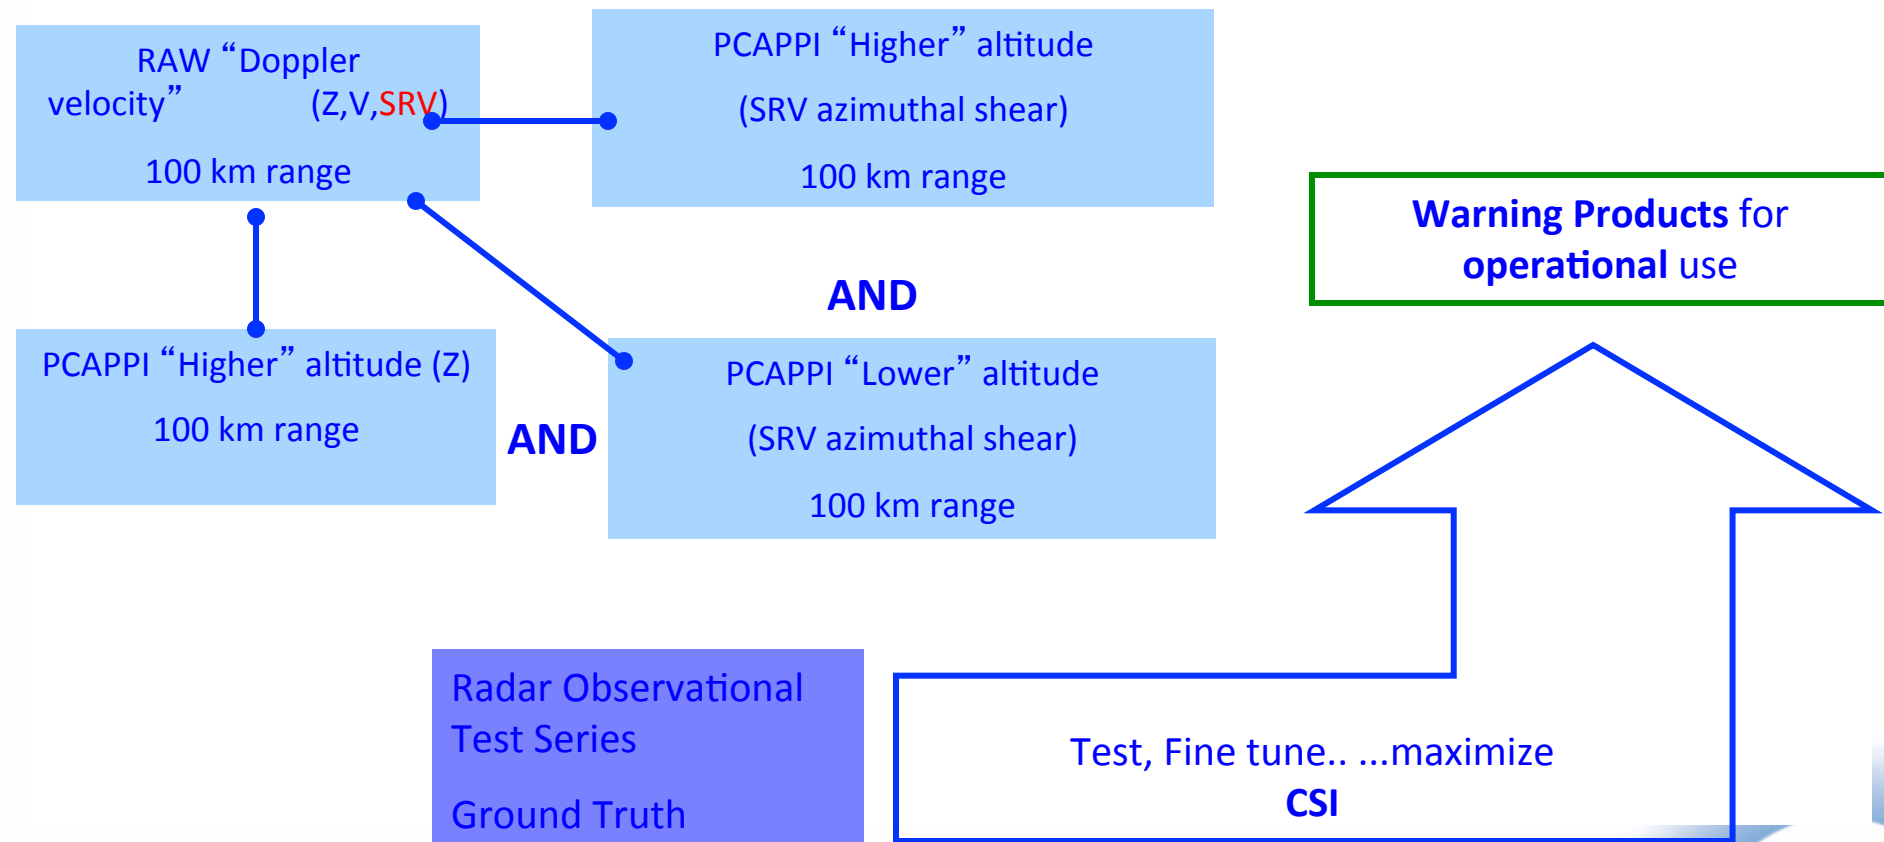 RAW “Doppler
velocity” (Z,V,SRV)
100 km range
PCAPPI “Higher” altitude
(SRV azimuthal shear)
100 km range
Warning Products for
operational use
AND
PCAPPI “Higher” altitude (Z)
100 km range
AND
PCAPPI “Lower” altitude
(SRV azimuthal shear)
100 km range
Radar Observational
Test Series
Ground Truth
Test, Fine tune.. ...maximize
CSI